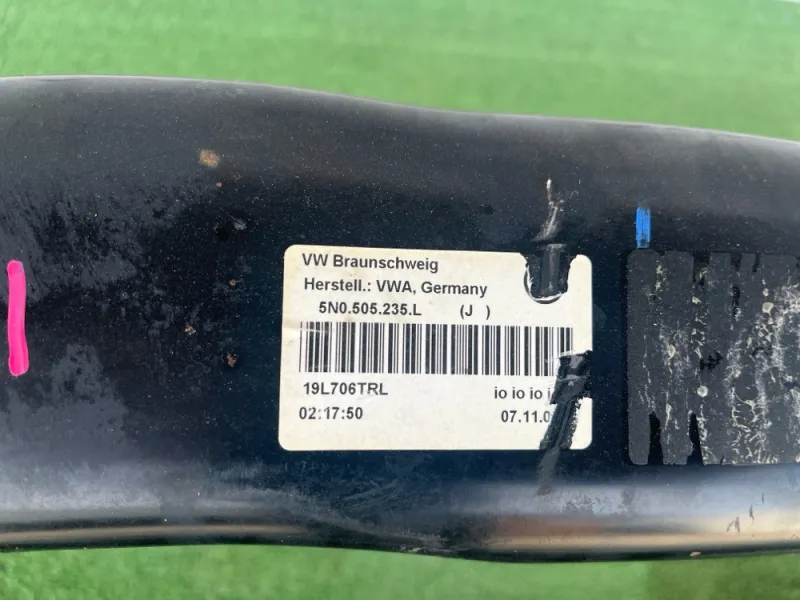 VW Braunschweig
Herstell.: VWA, Germany
5N0.505.235.L (J )
19L706TRL io io io
02:17:50 07.11.0